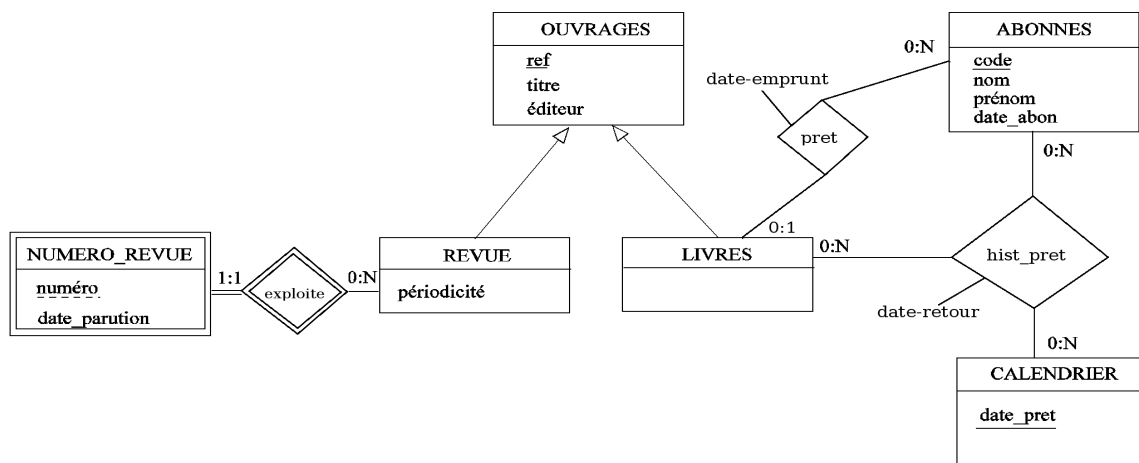 OUVRAGES
ref
titre
éditeur
ABONNES
code
nom
prénom
date_abon
0:N
date-emprunt
pret
0:1
0:N
NUMERO_REVUE
numéro
date_parution
1:1
exploite
0:N
REVUE
périodicité
LIVRES
0:N
hist_pret
date-retour
0:N
CALENDRIER
date_pret